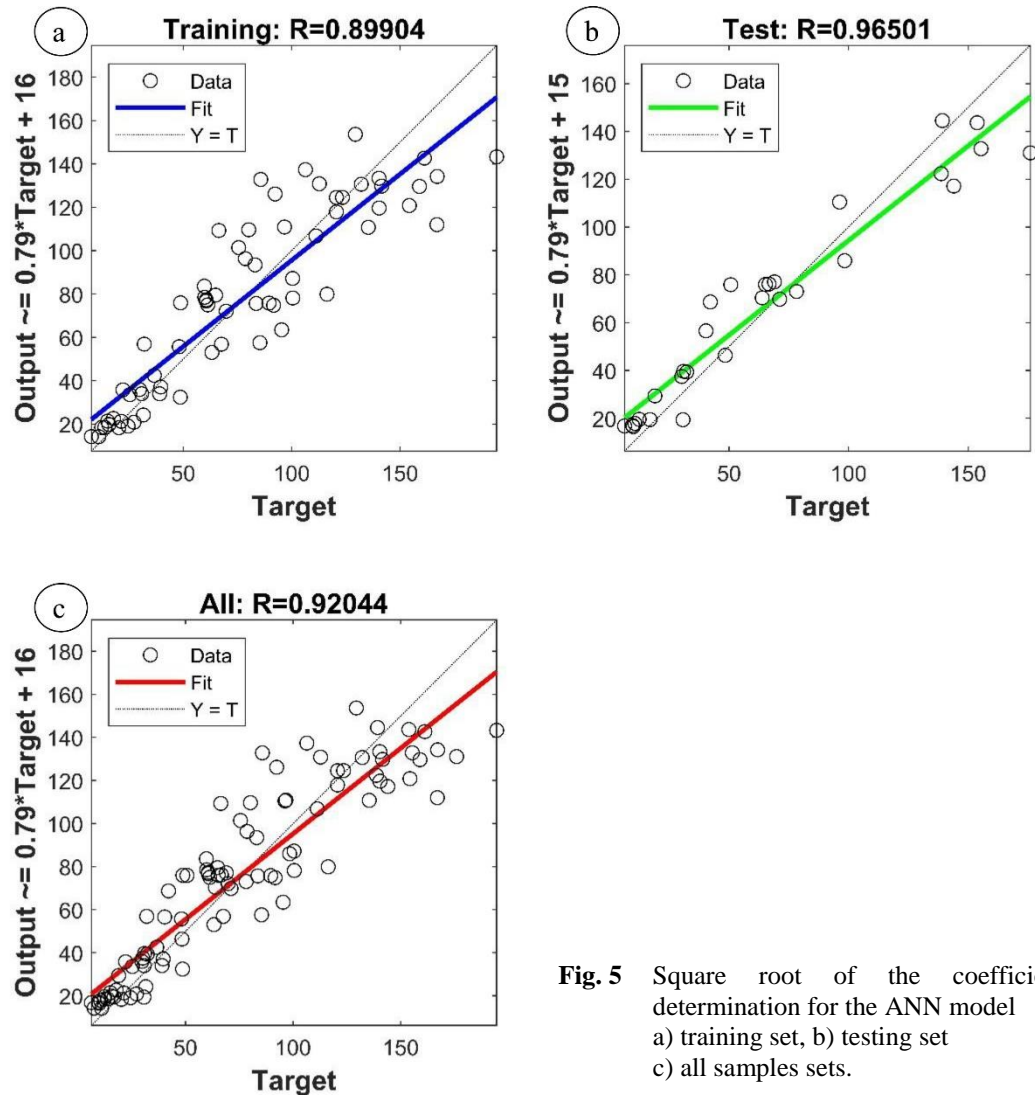 a
Training: R=0.89904
Output ~= 0.79*Target + 16
180
160
140
120
100
80
60
40
20
Data
Fit
Y = T
50
100
150
Target
b
Test: R=0.96501
Output ~= 0.79*Target + 15
160
140
120
100
80
60
40
20
Data
Fit
Y = T
50
100
150
Target
c
All: R=0.92044
Output ~= 0.79*Target + 16
180
160
140
120
100
80
60
40
20
Data
Fit
Y = T
50
100
150
Target
Fig. 5 Square root of the coeffici
determination for the ANN model
a) training set, b) testing set
c) all samples sets.